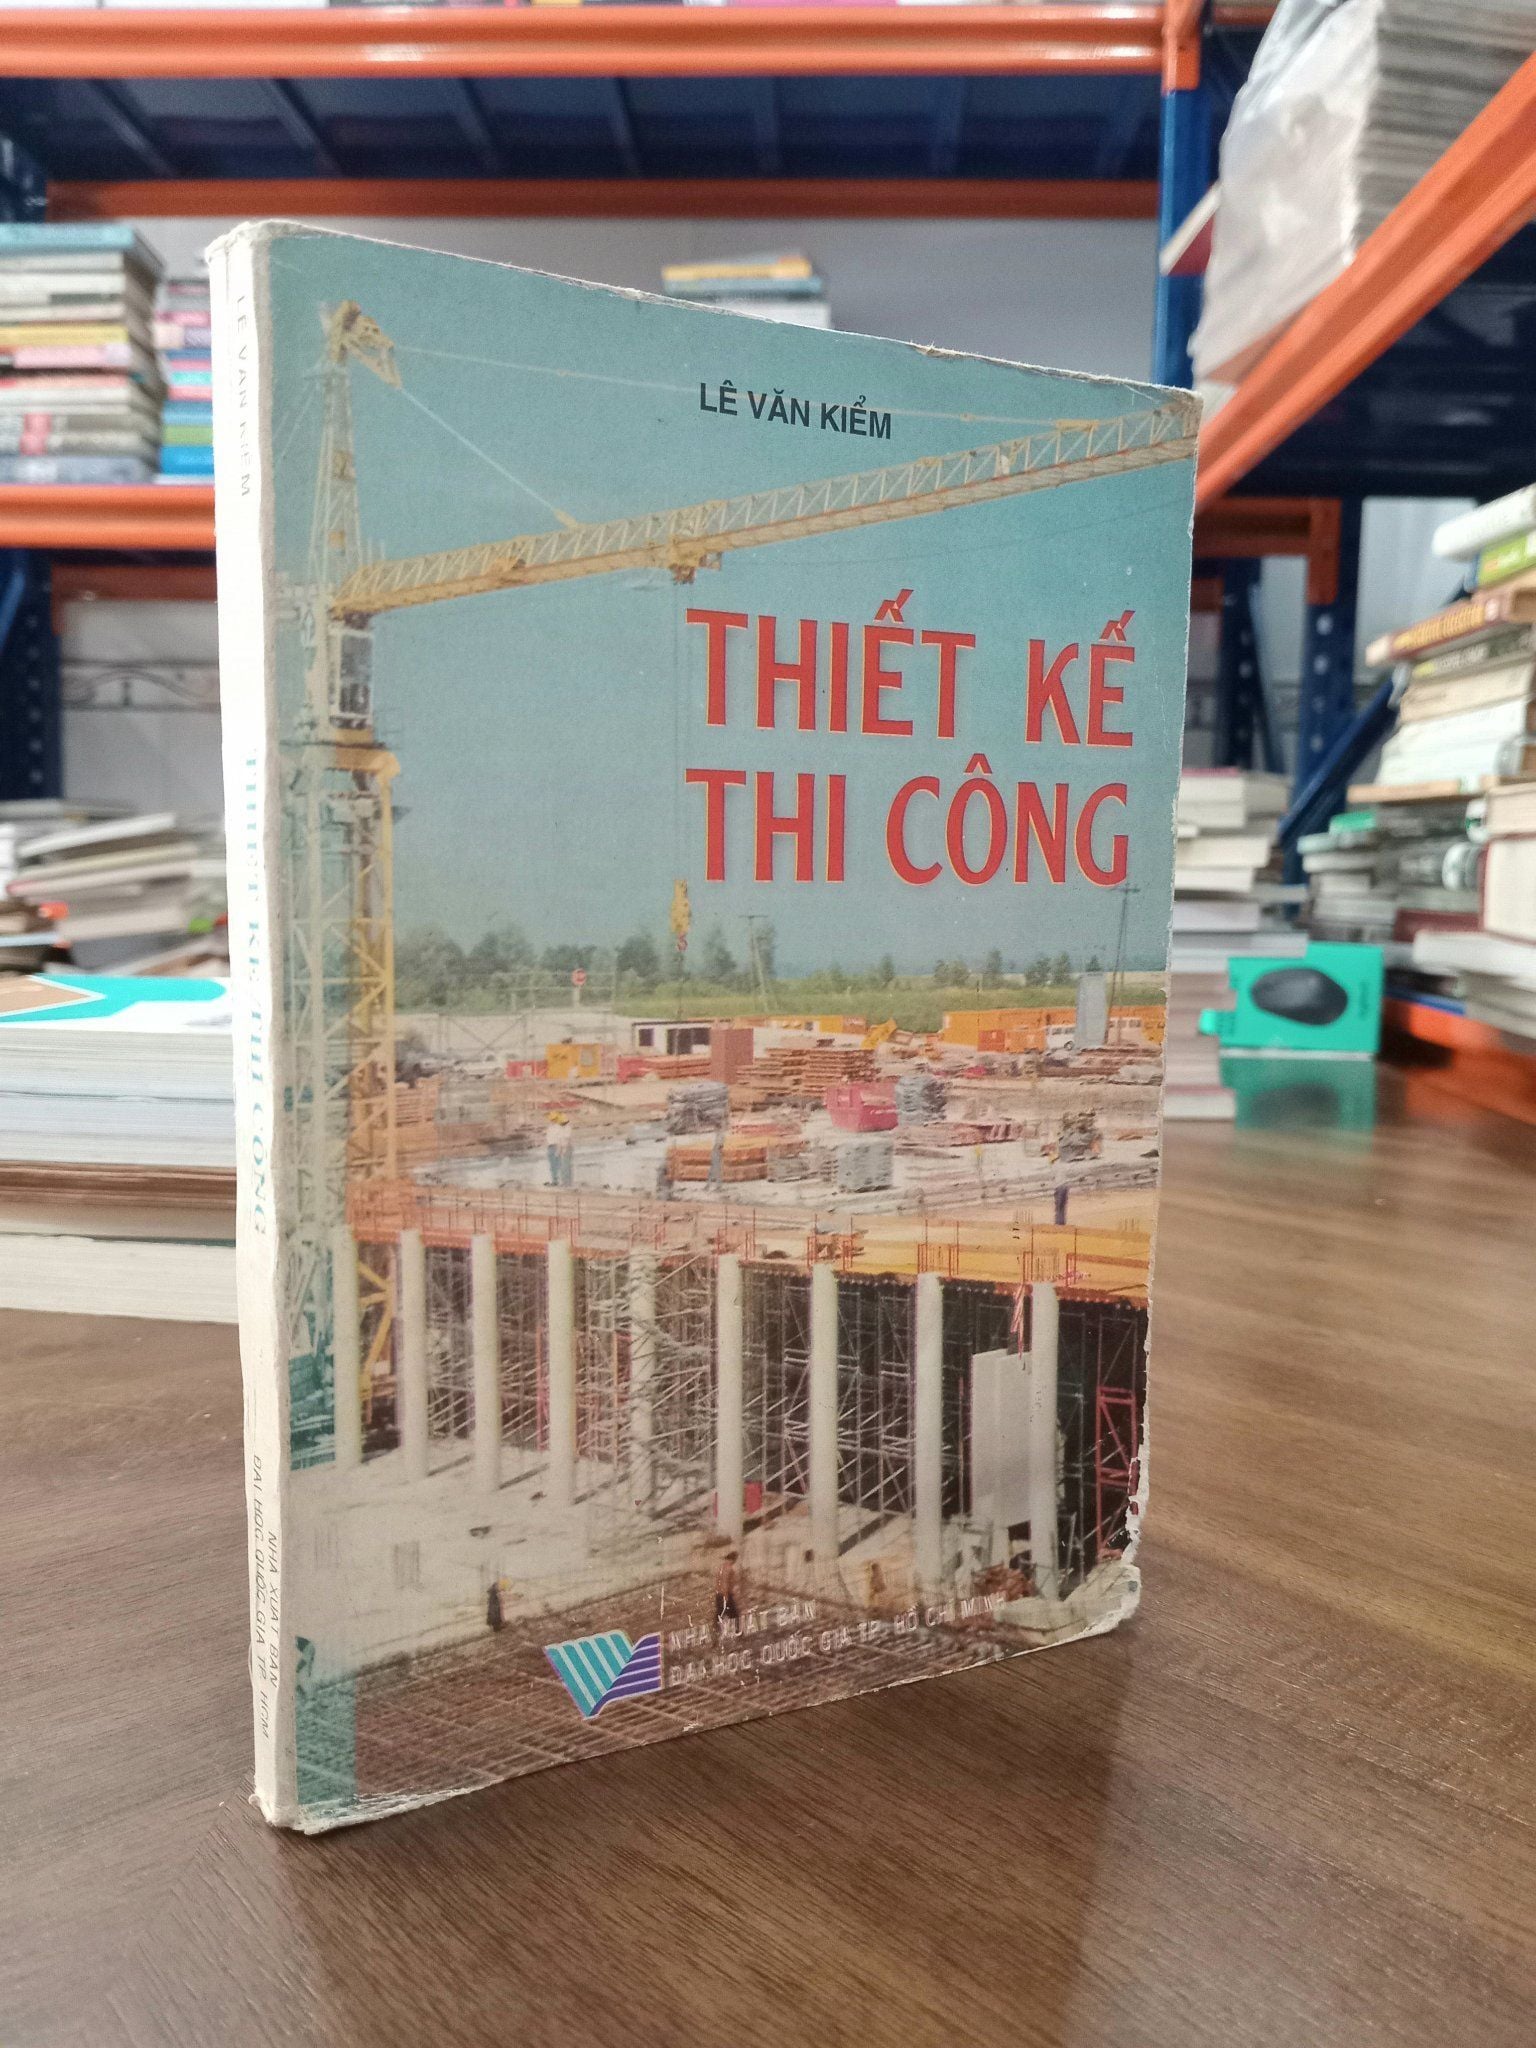 LÊ VĂN KIỂM
THIẾT KẾ
THI CÔNG
NHÀ XUẤT BẢN
ĐẠI HỌC QUỐC GIA TP. HỒ CHÍ MINH
LÊ VĂN KIỂM
THIẾT KẾ THI CÔNG
NHÀ XUẤT BẢN
ĐẠI HỌC QUỐC GIA TP. HCM